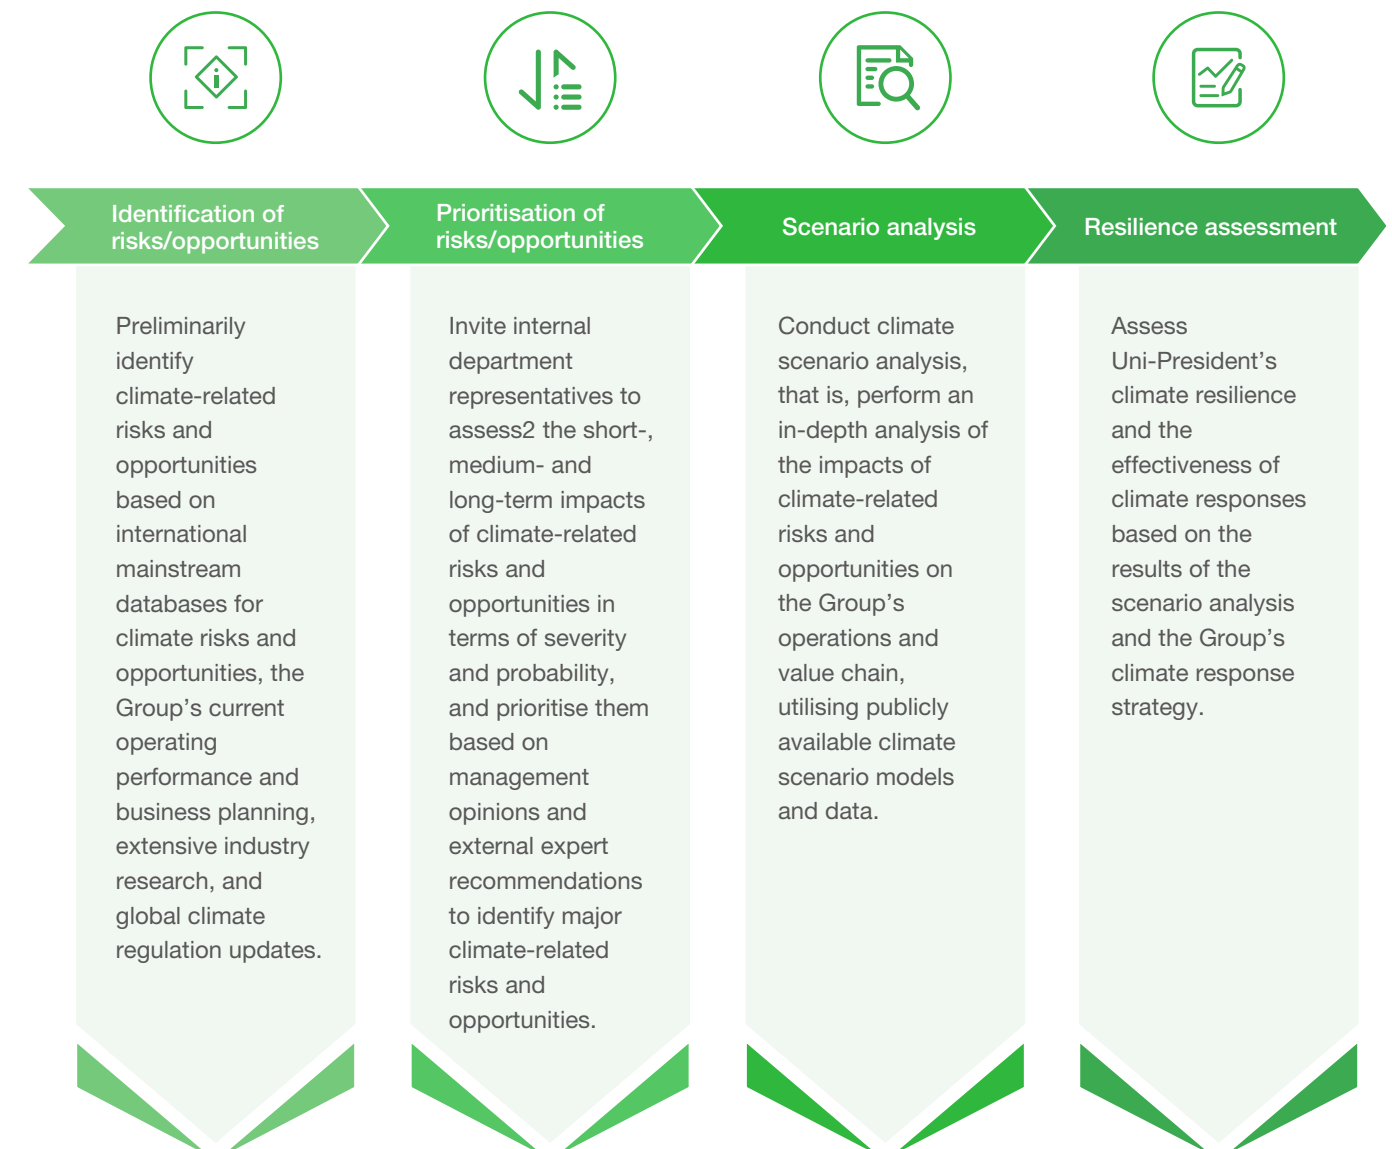 Identification of
risks/opportunities
Preliminarily
identify
climate-related
risks and
opportunities
based on
international
mainstream
databases for
climate risks and
opportunities, the
Group’s current
operating
performance and
business planning,
extensive industry
research, and
global climate
regulation updates.
Prioritisation of
risks/opportunities
Invite internal
department
representatives to
assess2 the short-,
medium- and
long-term impacts
of climate-related
risks and
opportunities in
terms of severity
and probability,
and prioritise them
based on
management
opinions and
external expert
recommendations
to identify major
climate-related
risks and
opportunities.
Scenario analysis
Conduct climate
scenario analysis,
that is, perform an
in-depth analysis of
the impacts of
climate-related
risks and
opportunities on
the Group’s
operations and
value chain,
utilising publicly
available climate
scenario models
and data.
Resilience assessment
Assess
Uni-President’s
climate resilience
and the
effectiveness of
climate responses
based on the
results of the
scenario analysis
and the Group’s
climate response
strategy.